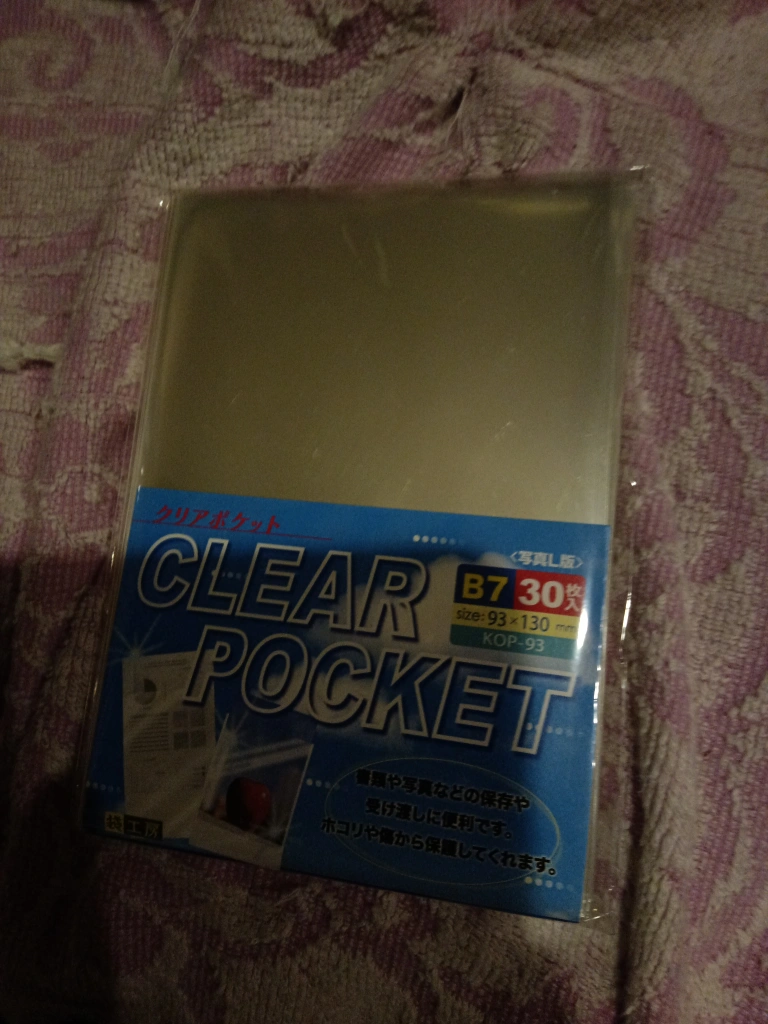 クリアポケット
CLEAR
POCKET
〈写真L版〉
B7 30枚入
size: 93×130 mm
KOP-93
書類や写真などの保存や
受け渡しに便利です。
ホコリや傷から保護してくれます。
袋工房